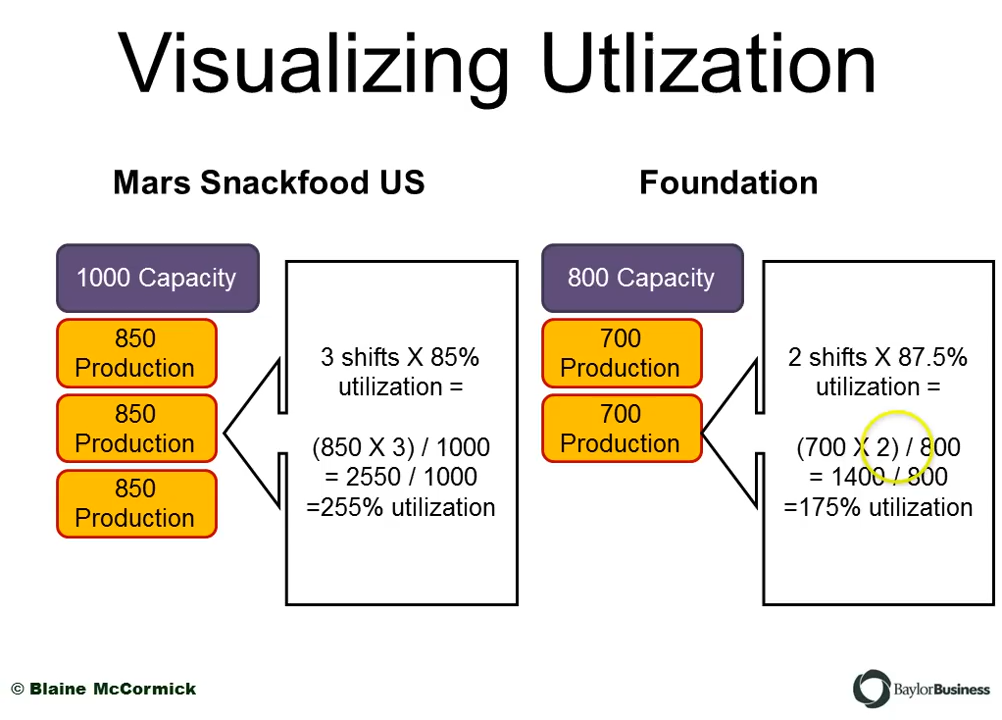 Visualizing Utlization
Mars Snackfood US
1000 Capacity
850
Production
850
Production
850
Production
3 shifts X 85%
utilization =
(850 X 3) / 1000
= 2550 / 1000
=255% utilization
Foundation
800 Capacity
700
Production
700
Production
2 shifts X 87.5%
utilization =
(700 X 2) / 800
= 1400 / 800
=175% utilization
© Blaine McCormick
BaylorBusiness